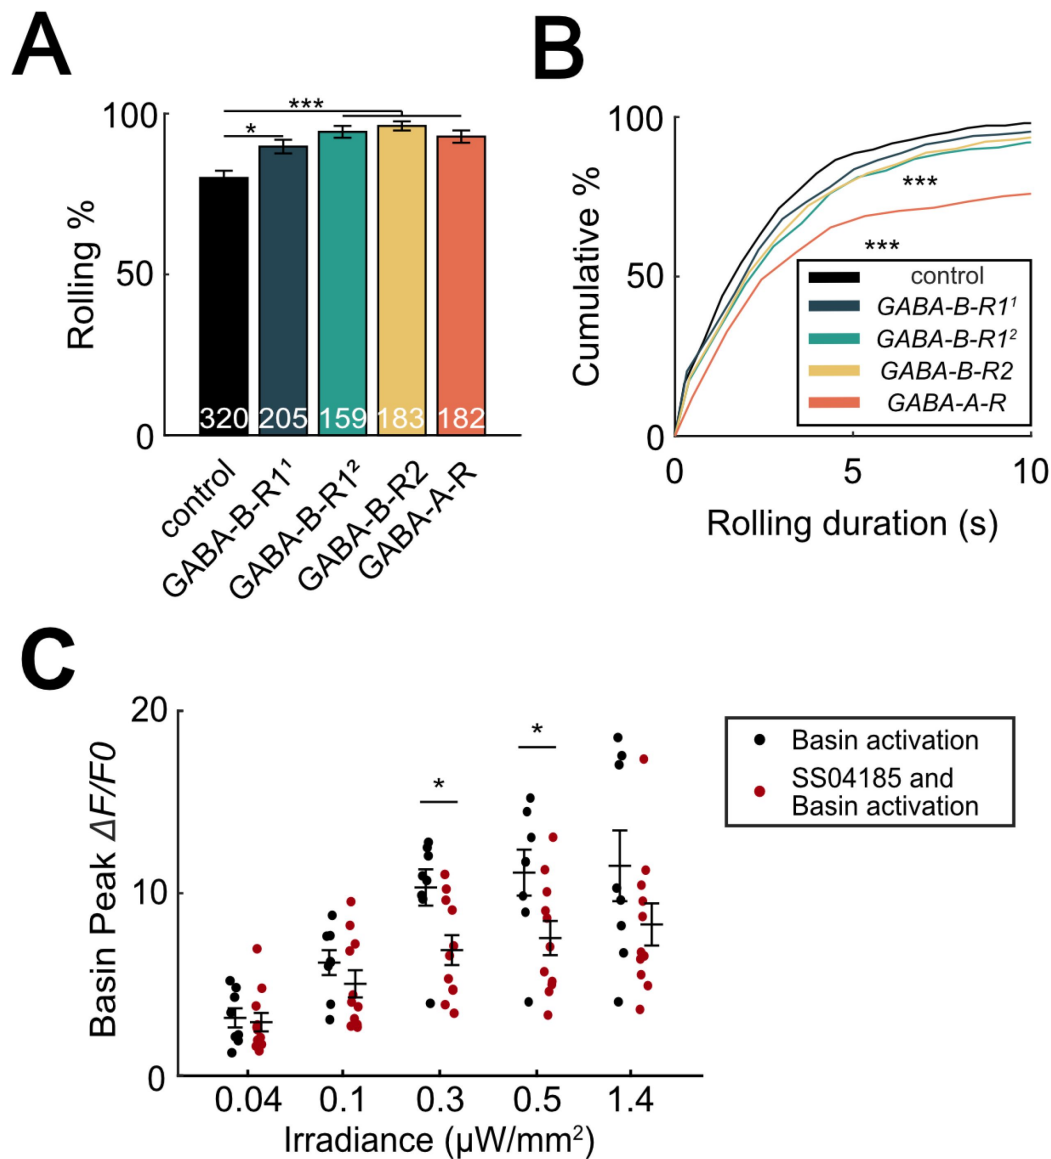 A
Rolling %
100
50
0
***
*
320 205 159 183 182
control
GABA-B-R1¹
GABA-B-R1²
GABA-B-R2
GABA-A-R
B
Cumulative %
100
50
0
***
***
control
GABA-B-R1¹
GABA-B-R1²
GABA-B-R2
GABA-A-R
0 5 10
Rolling duration (s)
C
Basin Peak ΔF/F0
20
10
0
*
*
Basin activation
SS04185 and
Basin activation
0.04 0.1 0.3 0.5 1.4
Irradiance (μW/mm²)